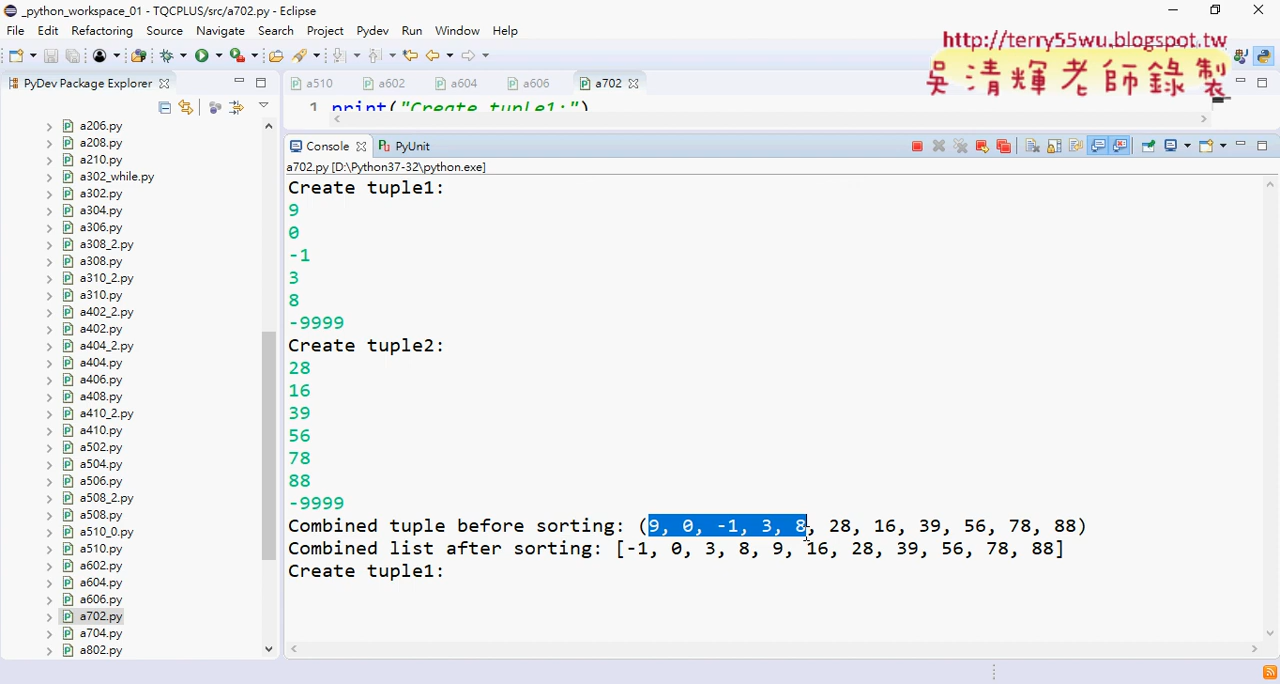 _python_workspace_01 - TQCPLUS/src/a702.py - Eclipse
File Edit Refactoring Source Navigate Search Project Pydev Run Window Help
http://terry55wu.blogspot.tw
吳清輝老師錄製
PyDev Package Explorer
a510 a602 a604 a606 a702
1 print("Create tuple1:")
Console PyUnit
a702.py [D:\Python37-32\python.exe]
a206.py
a208.py
a210.py
a302_while.py
a302.py
a304.py
a306.py
a308_2.py
a308.py
a310_2.py
a310.py
a402_2.py
a402.py
a404_2.py
a404.py
a406.py
a408.py
a410_2.py
a410.py
a502.py
a504.py
a506.py
a508_2.py
a508.py
a510_0.py
a510.py
a602.py
a604.py
a606.py
a702.py
a704.py
a802.py
Create tuple1:
9
0
-1
3
8
-9999
Create tuple2:
28
16
39
56
78
88
-9999
Combined tuple before sorting: (9, 0, -1, 3, 8, 28, 16, 39, 56, 78, 88)
Combined list after sorting: [-1, 0, 3, 8, 9, 16, 28, 39, 56, 78, 88]
Create tuple1: